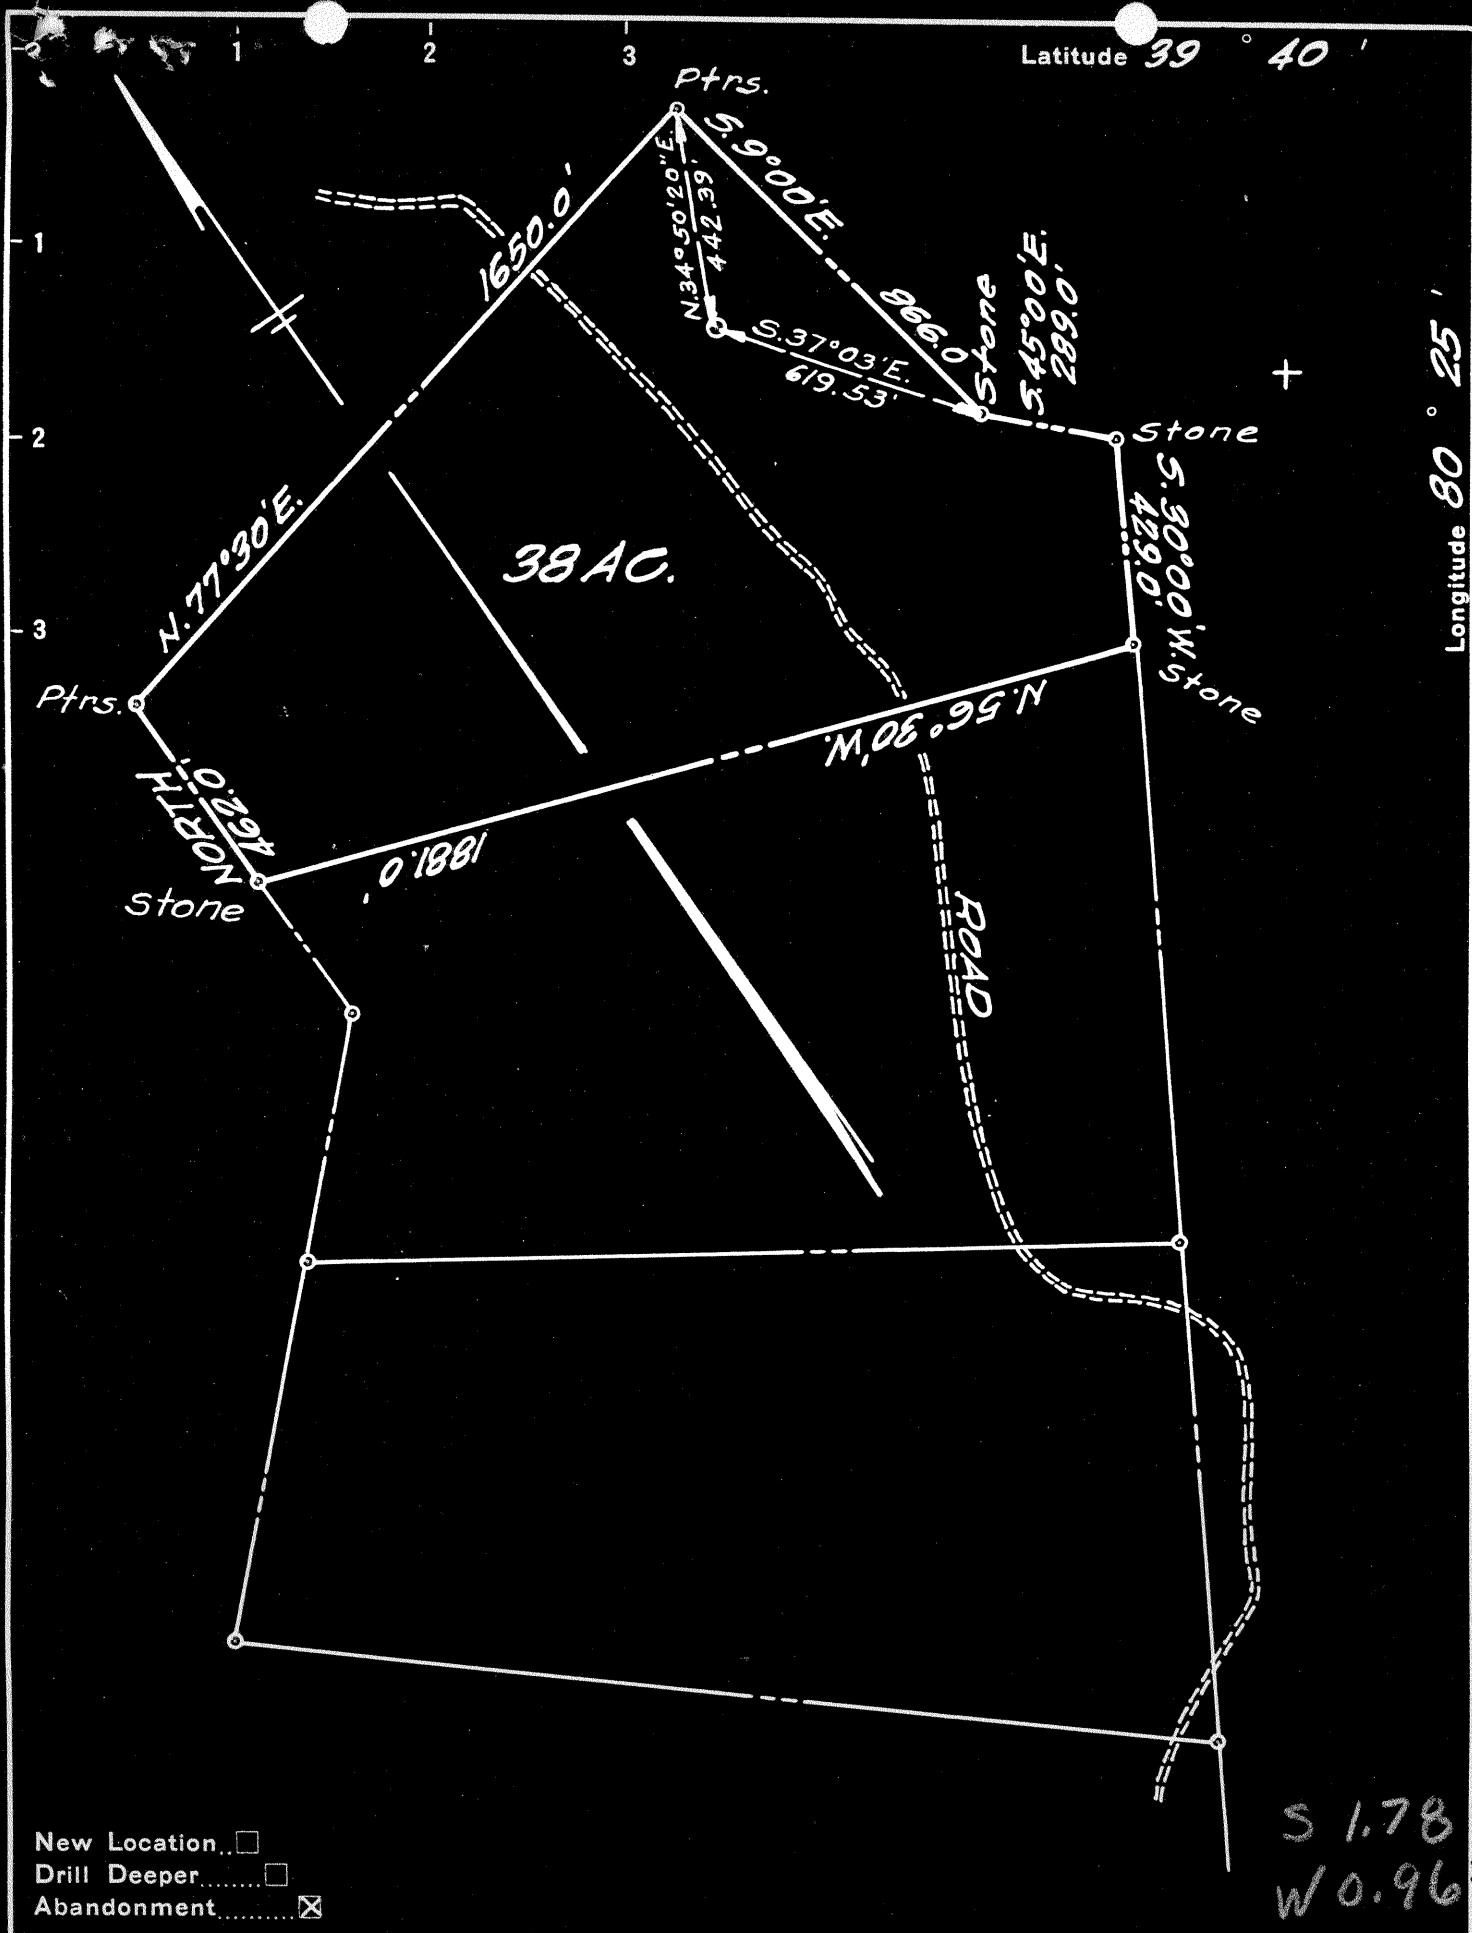 1 2 3
Latitude 39 ° 40 '
Ptrs.
S. 9°00'E.
966.0
N. 34°50'20"E.
442.39'
1650.0'
1
S. 37°03'E.
619.53'
Stone
S. 45°00'E.
289.0'
Longitude 80 ° 25 '
2
Stone
S. 30°00'W.
429.0'
N. 77°30'E.
38 AC.
3
Stone
Ptrs.
N. 56°30'W.
1881.0'
NORTH
462.0'
Stone
ROAD
S 1.78
W 0.96
New Location..☐
Drill Deeper.......☐
Abandonment..........☒